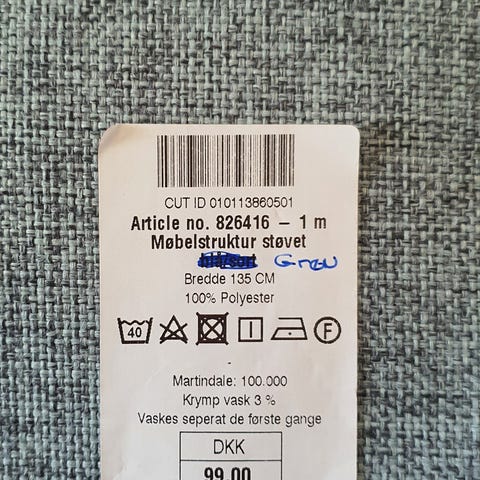 CUT ID 010113860501
Article no. 826416 – 1 m
Møbelstruktur støvet
Grøn
Bredde 135 CM
100% Polyester
40 F
Martindale: 100.000
Krymp vask 3 %
Vaskes seperat de første gange
DKK
99.00